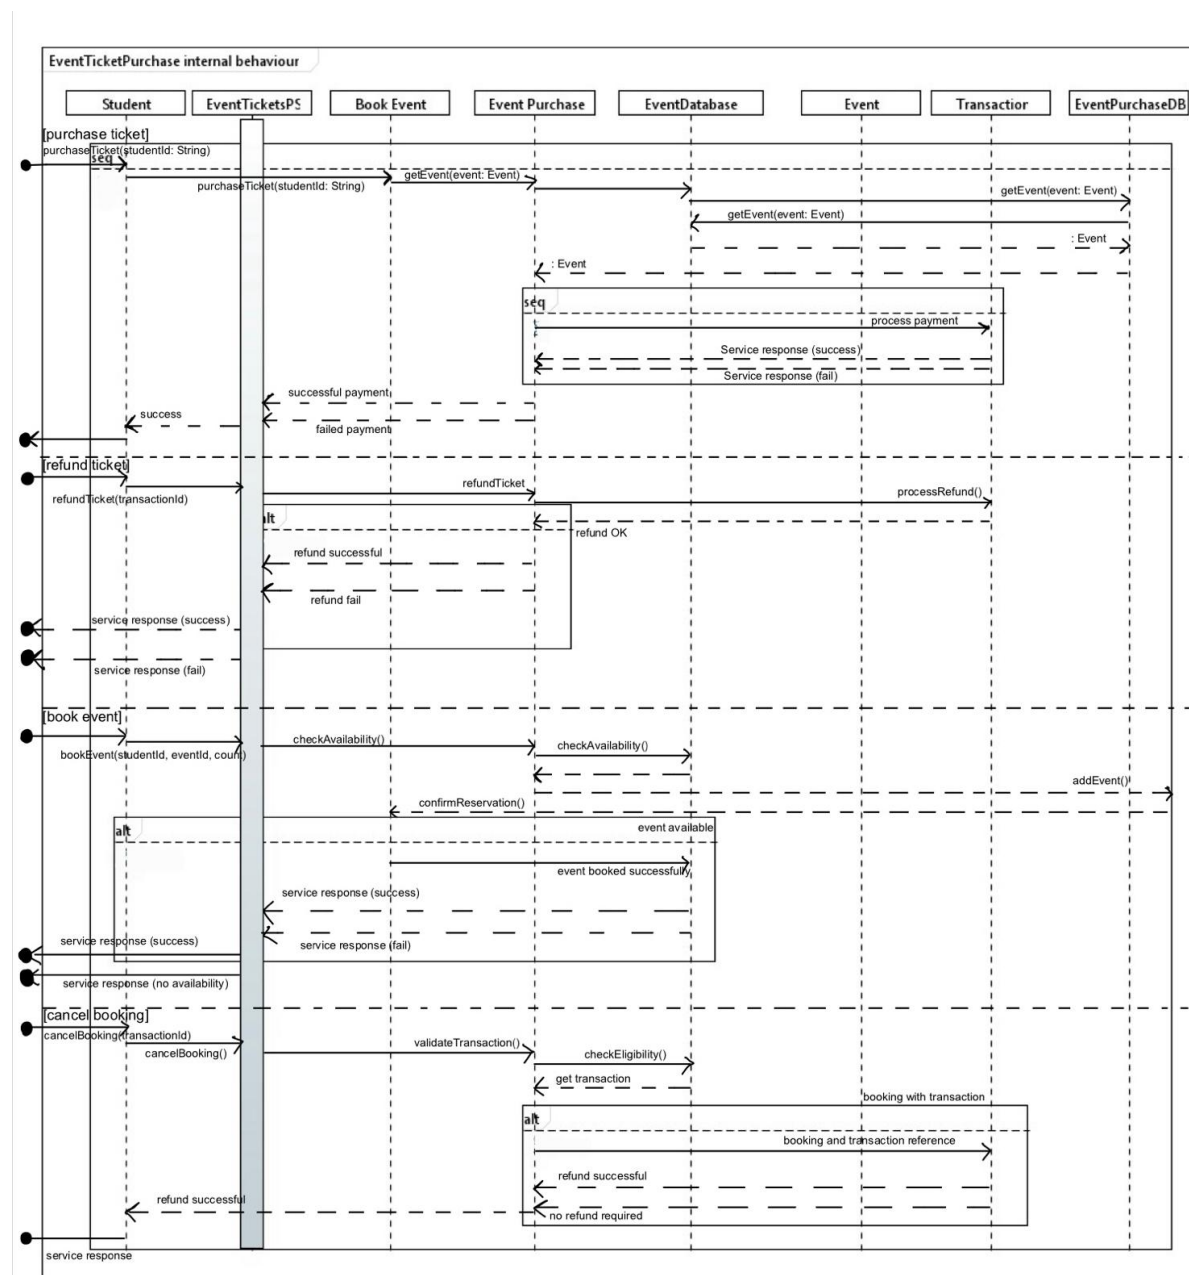 EventTicketPurchase internal behaviour
Student
EventTicketsPS
Book Event
Event Purchase
EventDatabase
Event
Transactior
EventPurchaseDB
[purchase ticket]
purchaseTicket(studentId: String)
seq
purchaseTicket(studentId: String)
getEvent(event: Event)
getEvent(event: Event)
getEvent(event: Event)
: Event
: Event
seq
process payment
Service response (success)
Service response (fail)
successful payment
failed payment
success
[refund ticket]
refundTicket(transactionId)
refundTicket
processRefund()
alt
refund OK
refund successful
refund fail
service response (success)
service response (fail)
[book event]
bookEvent(studentId, eventId, count)
checkAvailability()
checkAvailability()
addEvent()
confirmReservation()
alt
event available
event booked successfully
service response (success)
service response (fail)
service response (success)
service response (no availability)
[cancel booking]
cancelBooking(transactionId)
cancelBooking()
validateTransaction()
checkEligibility()
get transaction
booking with transaction
alt
booking and transaction reference
refund successful
no refund required
refund successful
service response